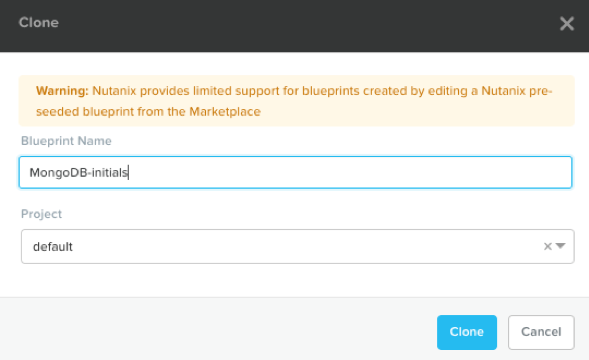 Clone
Warning: Nutanix provides limited support for blueprints created by editing a Nutanix pre-
seeded blueprint from the Marketplace
Blueprint Name
MongoDB-initials
Project
default
Clone
Cancel